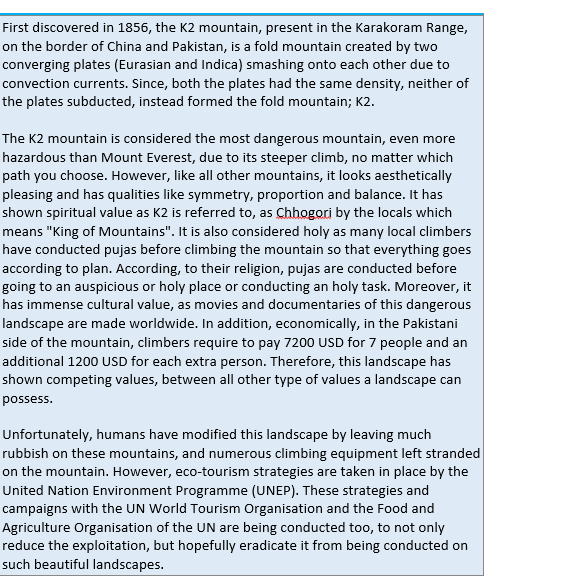 First discovered in 1856, the K2 mountain, present in the Karakoram Range,
on the border of China and Pakistan, is a fold mountain created by two
converging plates (Eurasian and Indica) smashing onto each other due to
convection currents. Since, both the plates had the same density, neither of
the plates subducted, instead formed the fold mountain; K2.
The K2 mountain is considered the most dangerous mountain, even more
hazardous than Mount Everest, due to its steeper climb, no matter which
path you choose. However, like all other mountains, it looks aesthetically
pleasing and has qualities like symmetry, proportion and balance. It has
shown spiritual value as K2 is referred to, as Chhogori by the locals which
means "King of Mountains". It is also considered holy as many local climbers
have conducted pujas before climbing the mountain so that everything goes
according to plan. According, to their religion, pujas are conducted before
going to an auspicious or holy place or conducting an holy task. Moreover, it
has immense cultural value, as movies and documentaries of this dangerous
landscape are made worldwide. In addition, economically, in the Pakistani
side of the mountain, climbers require to pay 7200 USD for 7 people and an
additional 1200 USD for each extra person. Therefore, this landscape has
shown competing values, between all other type of values a landscape can
possess.
Unfortunately, humans have modified this landscape by leaving much
rubbish on these mountains, and numerous climbing equipment left stranded
on the mountain. However, eco-tourism strategies are taken in place by the
United Nation Environment Programme (UNEP). These strategies and
campaigns with the UN World Tourism Organisation and the Food and
Agriculture Organisation of the UN are being conducted too, to not only
reduce the exploitation, but hopefully eradicate it from being conducted on
such beautiful landscapes.